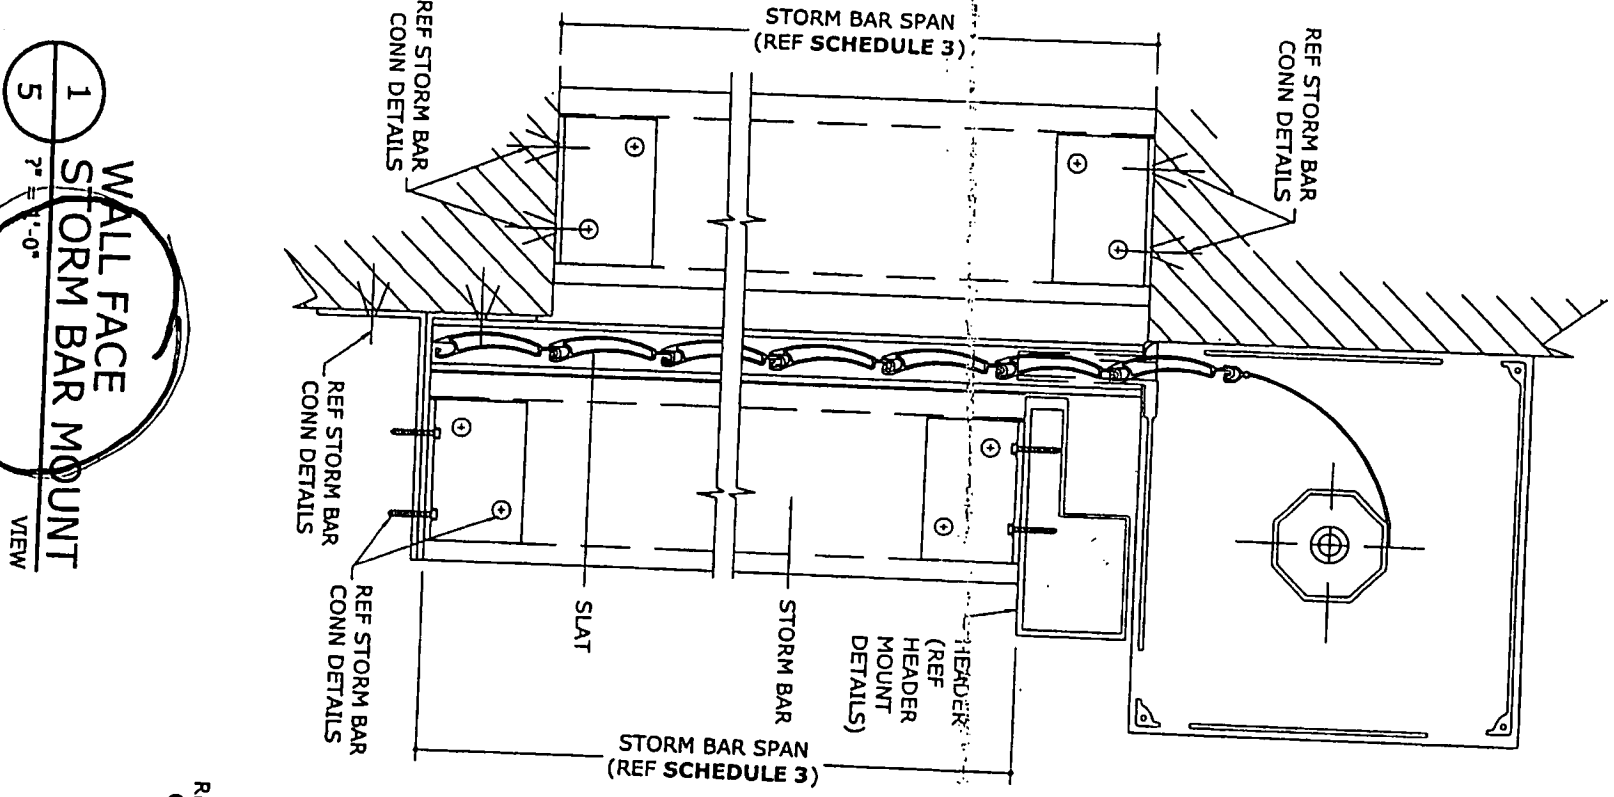 STORM BAR SPAN
(REF SCHEDULE 3)
REF STORM BAR
CONN DETAILS
REF STORM BAR
CONN DETAILS
1
5
WALL FACE
STORM BAR MOUNT
?" = 1'-0"
VIEW
REF STORM BAR
CONN DETAILS
REF STORM BAR
CONN DETAILS
SLAT
STORM BAR
HEADER
(REF
HEADER
MOUNT
DETAILS)
STORM BAR SPAN
(REF SCHEDULE 3)